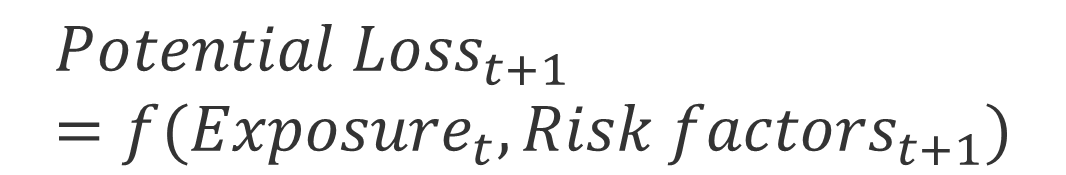 Potential Loss_{t+1}
= f(Exposure_t, Risk factors_{t+1})